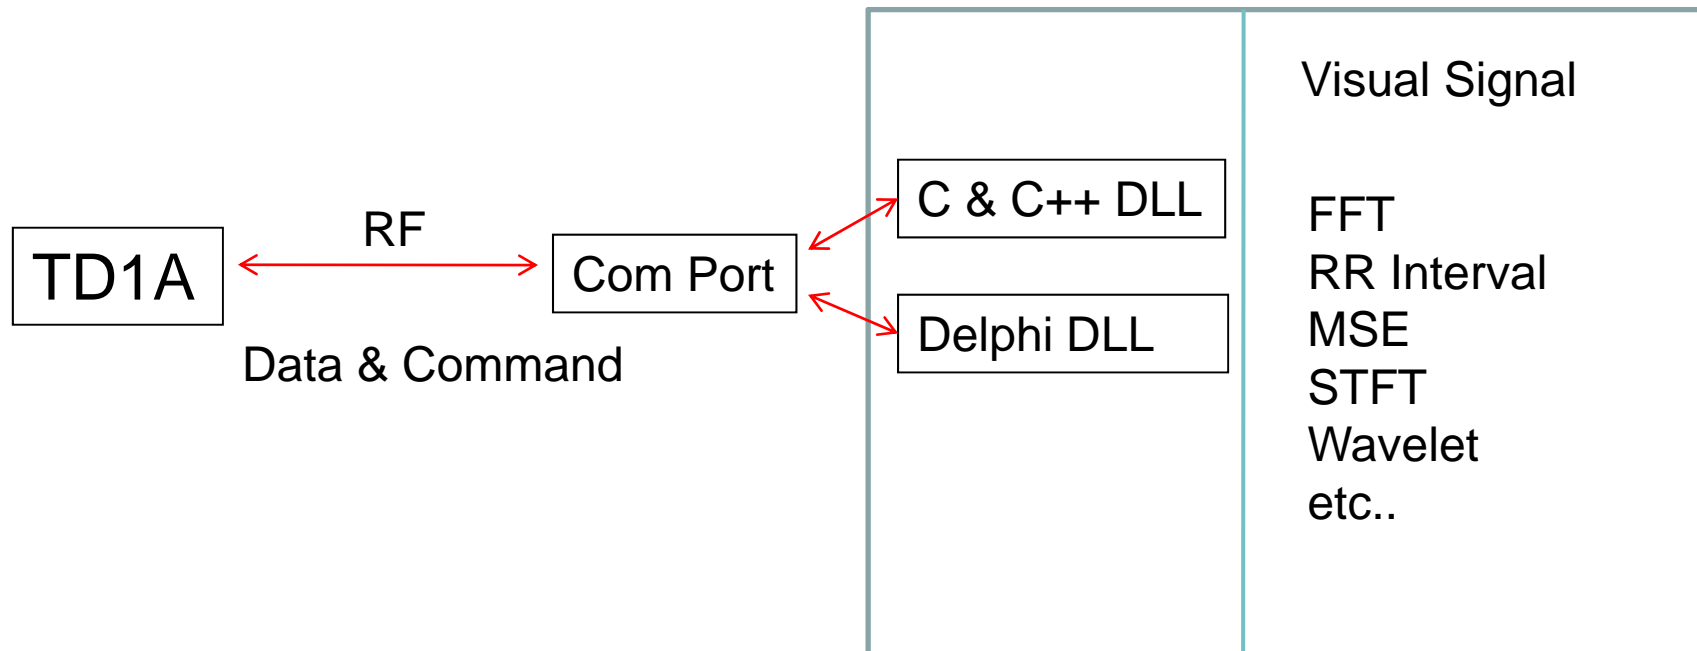 TD1A
RF
Data & Command
Com Port
C & C++ DLL
Delphi DLL
Visual Signal
FFT
RR Interval
MSE
STFT
Wavelet
etc..